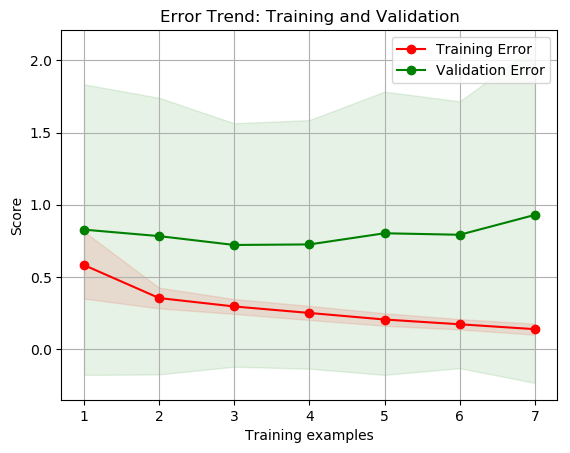 Error Trend: Training and Validation
Training Error
Validation Error
2.0
1.5
1.0
0.5
0.0
Score
1 2 3 4 5 6 7
Training examples